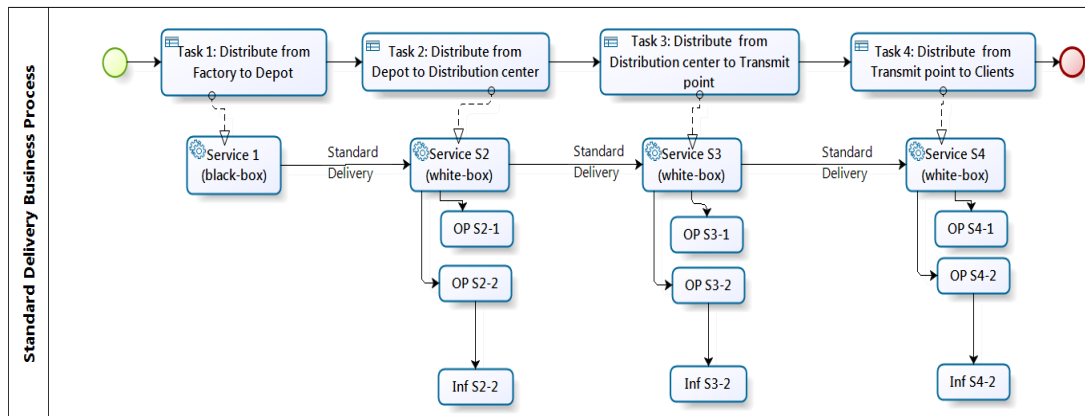 Standard Delivery Business Process
Task 1: Distribute from
Factory to Depot
Task 2: Distribute from
Depot to Distribution center
Task 3: Distribute from
Distribution center to Transmit
point
Task 4: Distribute from
Transmit point to Clients
Service 1
(black-box)
Standard
Delivery
Service S2
(white-box)
Standard
Delivery
Service S3
(white-box)
Standard
Delivery
Service S4
(white-box)
OP S2-1
OP S3-1
OP S4-1
OP S2-2
OP S3-2
OP S4-2
Inf S2-2
Inf S3-2
Inf S4-2